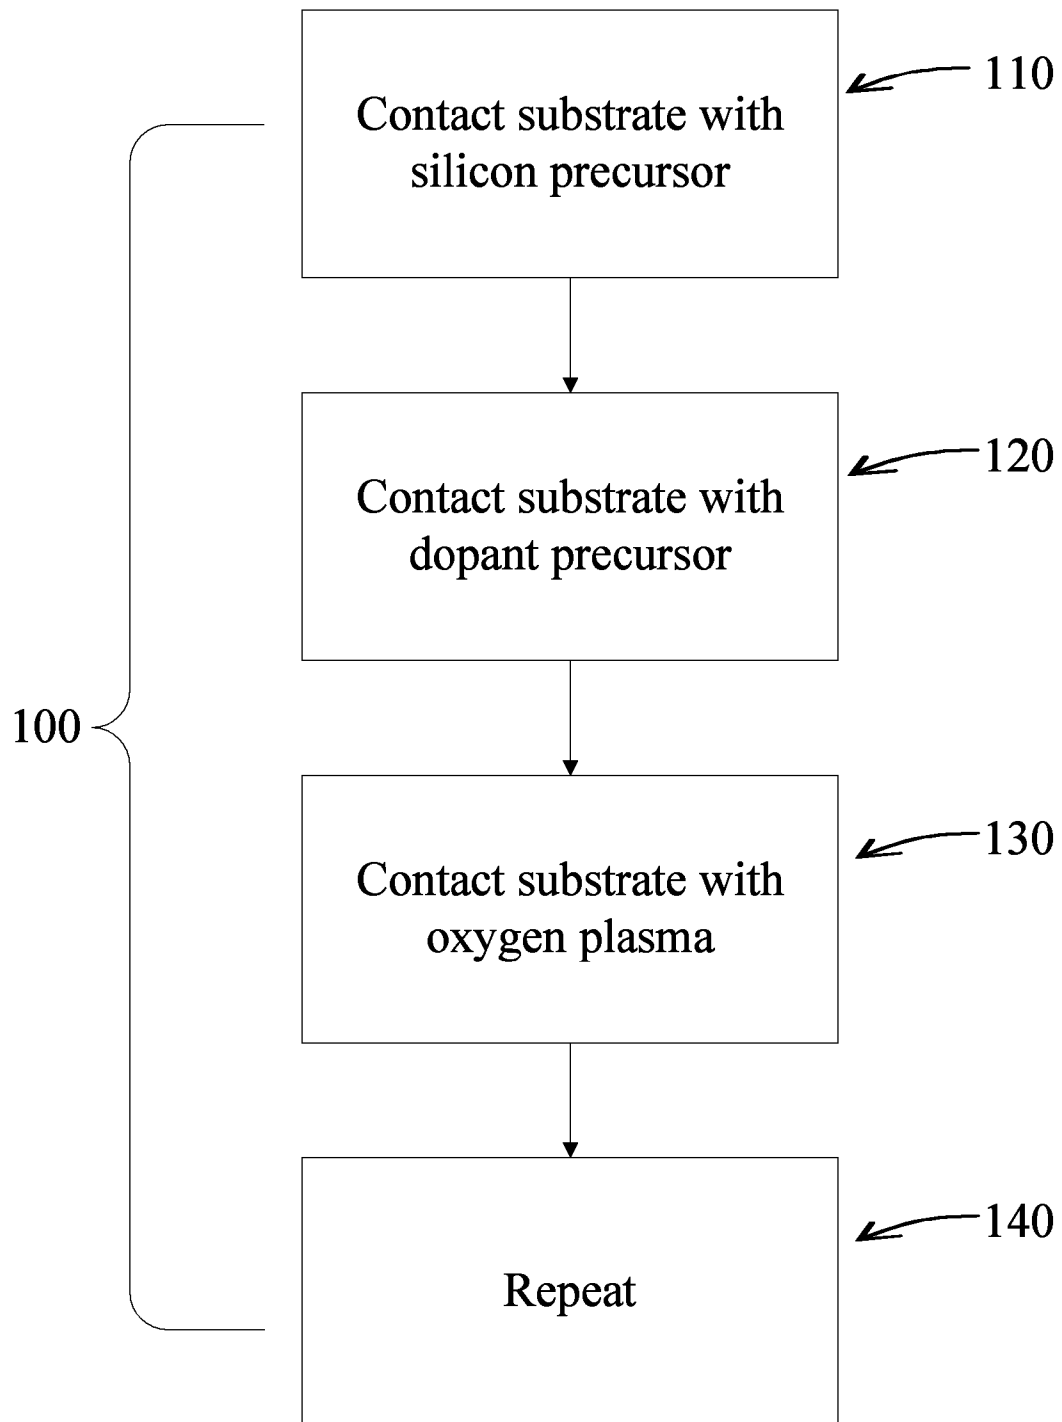 Contact substrate with
silicon precursor
110
Contact substrate with
dopant precursor
120
100
Contact substrate with
oxygen plasma
130
Repeat
140